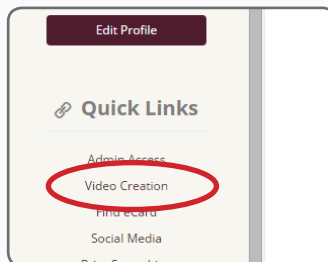 Edit Profile
Quick Links
Admin Access
Video Creation
Find eCard
Social Media